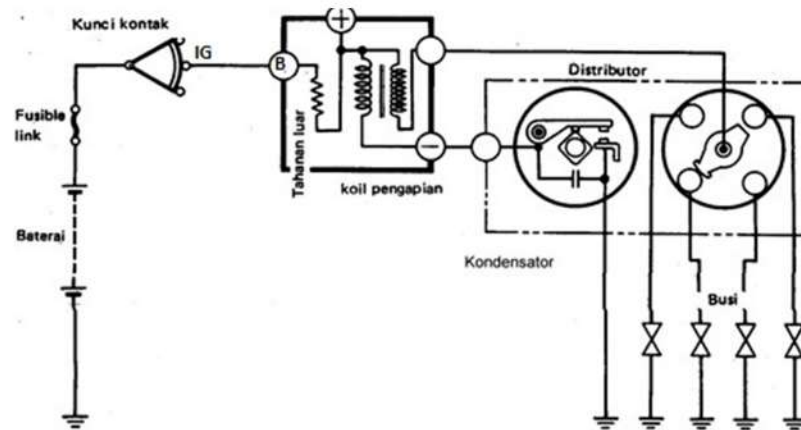 Kunci kontak
IG
+
B
Distributor
Fusible
link
Tahanan luar
−
koil pengapian
Baterai
Kondensator
Busi